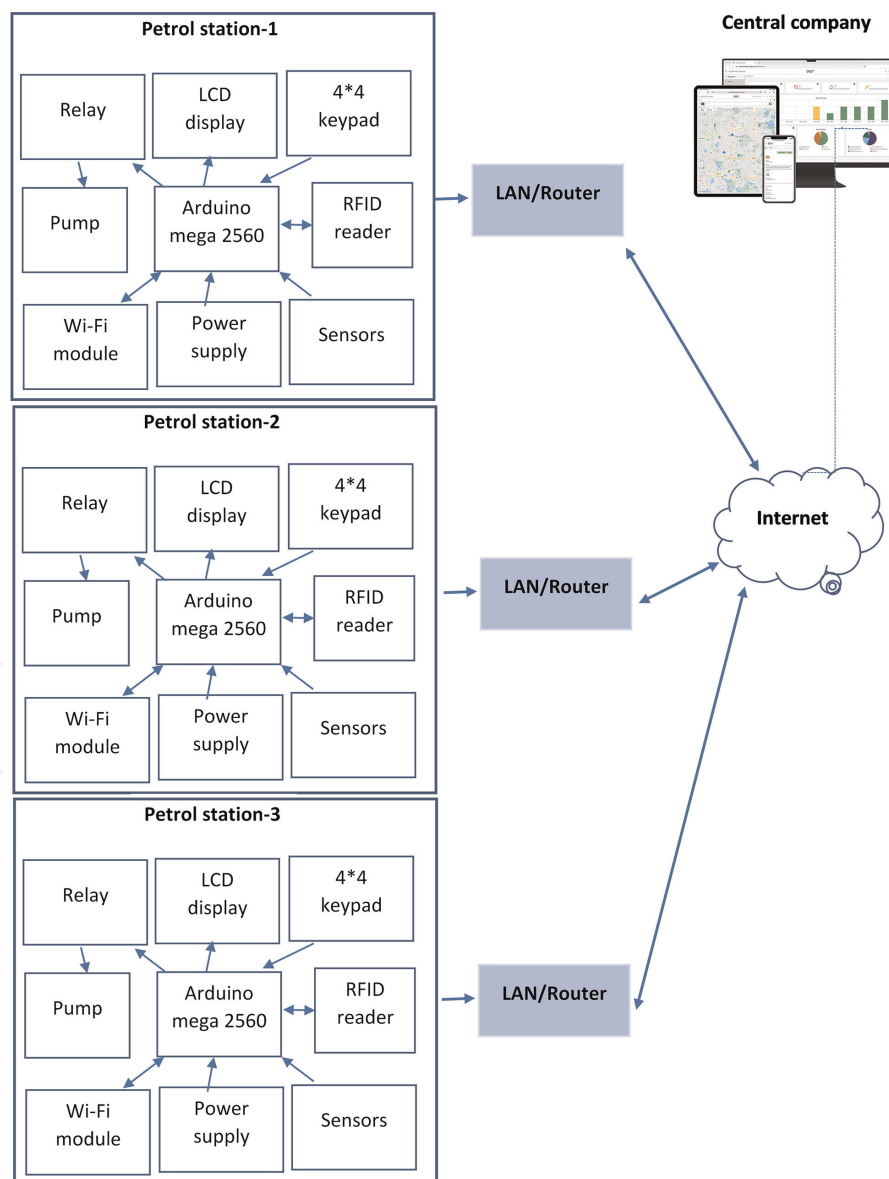 Petrol station-1
Central company
Relay
LCD
display
4*4
keypad
Pump
Arduino
mega 2560
RFID
reader
LAN/Router
Wi-Fi
module
Power
supply
Sensors
Petrol station-2
Relay
LCD
display
4*4
keypad
Internet
Pump
Arduino
mega 2560
RFID
reader
LAN/Router
Wi-Fi
module
Power
supply
Sensors
Petrol station-3
Relay
LCD
display
4*4
keypad
Pump
Arduino
mega 2560
RFID
reader
LAN/Router
Wi-Fi
module
Power
supply
Sensors